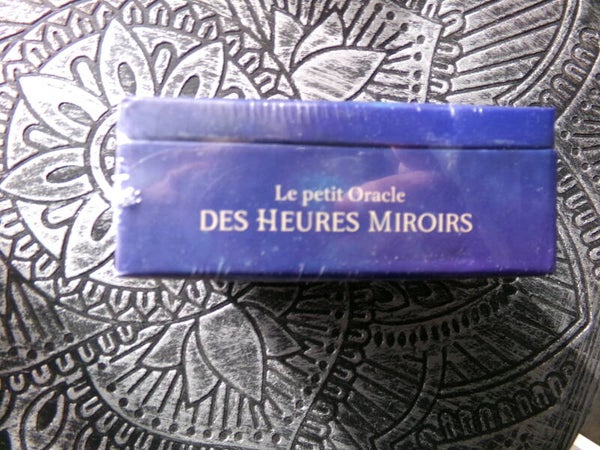 Le petit Oracle
DES HEURES MIROIRS